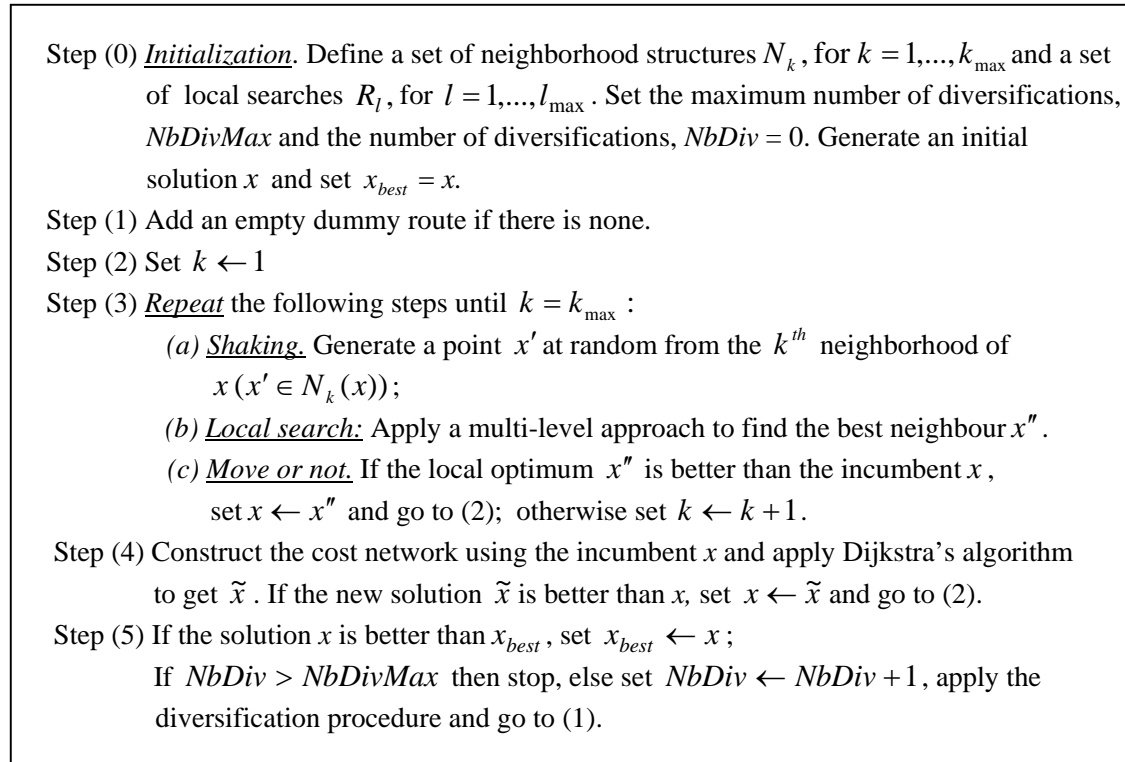 Step (0) Initialization. Define a set of neighborhood structures N_k, for k = 1,...,k_max and a set
of local searches R_l, for l = 1,...,l_max. Set the maximum number of diversifications,
NbDivMax and the number of diversifications, NbDiv = 0. Generate an initial
solution x and set x_best = x.
Step (1) Add an empty dummy route if there is none.
Step (2) Set k ← 1
Step (3) Repeat the following steps until k = k_max :
(a) Shaking. Generate a point x′ at random from the k^th neighborhood of
x (x′ ∈ N_k (x));
(b) Local search: Apply a multi-level approach to find the best neighbour x″.
(c) Move or not. If the local optimum x″ is better than the incumbent x,
set x ← x″ and go to (2); otherwise set k ← k + 1.
Step (4) Construct the cost network using the incumbent x and apply Dijkstra's algorithm
to get x̃. If the new solution x̃ is better than x, set x ← x̃ and go to (2).
Step (5) If the solution x is better than x_best, set x_best ← x;
If NbDiv > NbDivMax then stop, else set NbDiv ← NbDiv + 1, apply the
diversification procedure and go to (1).